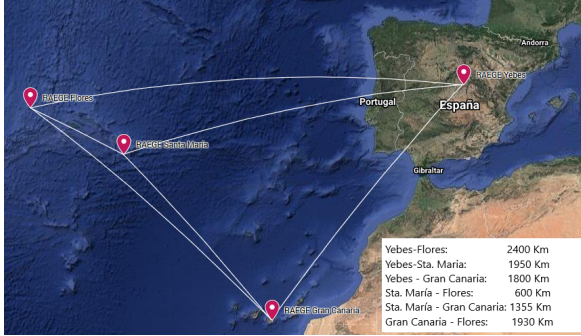 Andorra
RAEGE Yebes
RAEGE Flores
Portugal
España
RAEGE Santa María
Gibraltar
RAEGE Gran Canaria
Yebes-Flores: 2400 Km
Yebes-Sta. Maria: 1950 Km
Yebes - Gran Canaria: 1800 Km
Sta. María - Flores: 600 Km
Sta. María - Gran Canaria: 1355 Km
Gran Canaria - Flores: 1930 Km